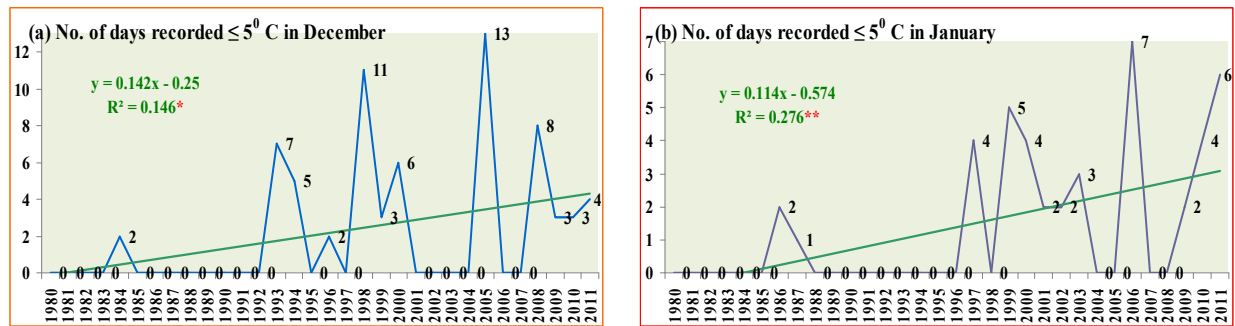 (a) No. of days recorded ≤ 5⁰ C in December
12
10
8
6
4
2
0
y = 0.142x - 0.25
R² = 0.146*
0 0 0 0 2 0 0 0 0 0 0 0 0 7 5 0 2 0 11 3 6 0 0 0 0 13 0 0 8 3 3 4
1980 1981 1982 1983 1984 1985 1986 1987 1988 1989 1990 1991 1992 1993 1994 1995 1996 1997 1998 1999 2000 2001 2002 2003 2004 2005 2006 2007 2008 2009 2010 2011
(b) No. of days recorded ≤ 5⁰ C in January
7
6
5
4
3
2
1
0
y = 0.114x - 0.574
R² = 0.276**
0 0 0 0 0 0 2 1 0 0 0 0 0 0 0 0 0 4 0 5 4 2 2 3 0 0 7 0 0 2 4 6
1980 1981 1982 1983 1984 1985 1986 1987 1988 1989 1990 1991 1992 1993 1994 1995 1996 1997 1998 1999 2000 2001 2002 2003 2004 2005 2006 2007 2008 2009 2010 2011